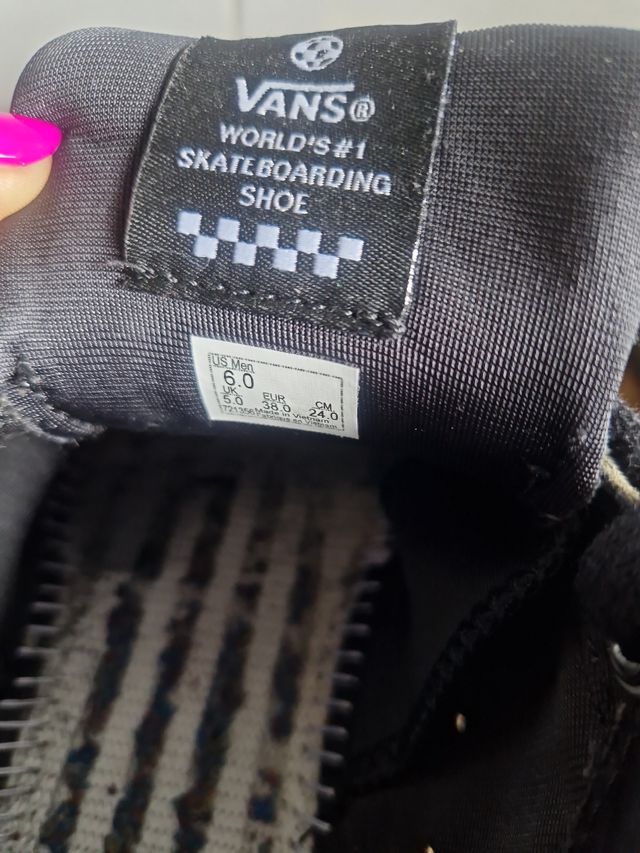 VANS®
WORLD'S #1
SKATEBOARDING
SHOE
US Men
6.0
UK EUR CM
5.0 38.0 24.0
721356 Made in Vietnam